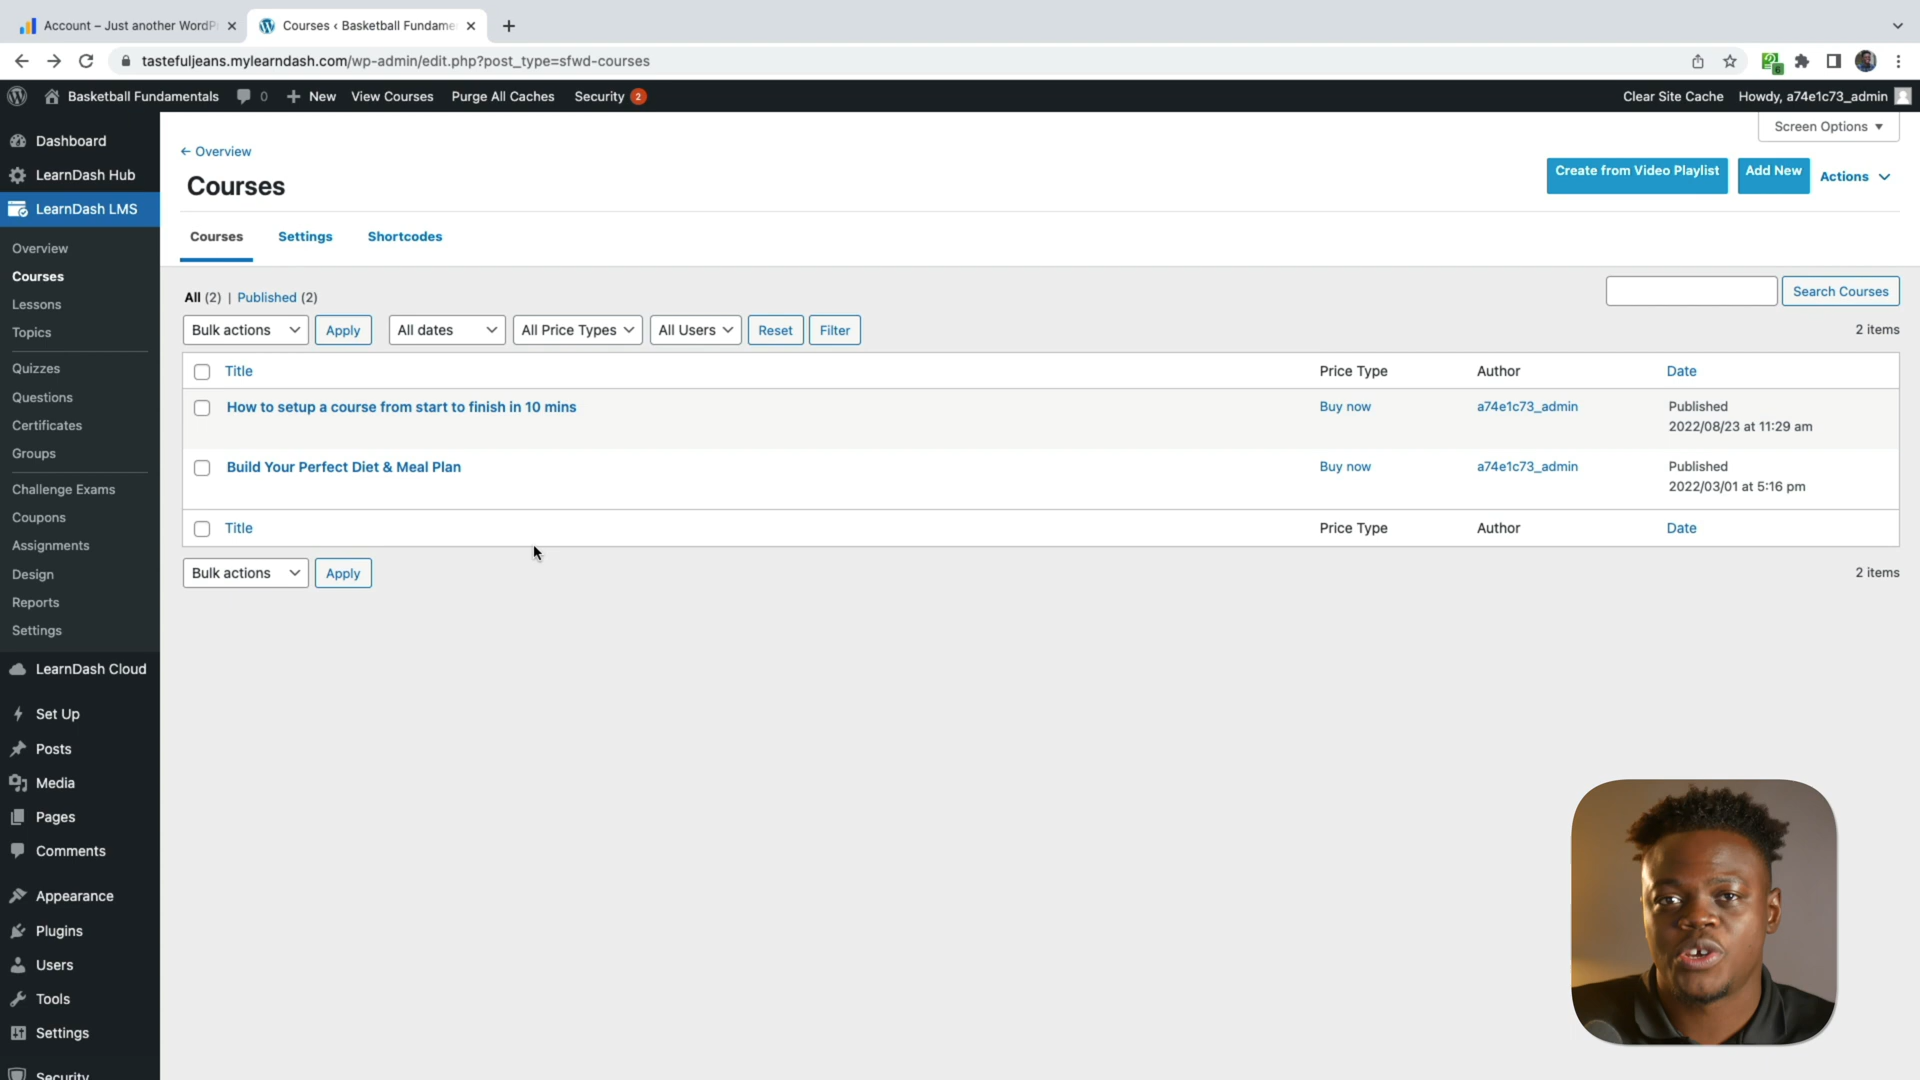 Account – Just another WordP
Courses ‹ Basketball Fundame
tastefuljeans.mylearndash.com/wp-admin/edit.php?post_type=sfwd-courses
Basketball Fundamentals 0 New View Courses Purge All Caches Security 2 Clear Site Cache Howdy, a74e1c73_admin
Dashboard
LearnDash Hub
LearnDash LMS
Overview
Courses
Lessons
Topics
Quizzes
Questions
Certificates
Groups
Challenge Exams
Coupons
Assignments
Design
Reports
Settings
LearnDash Cloud
Set Up
Posts
Media
Pages
Comments
Appearance
Plugins
Users
Tools
Settings
Security
Screen Options ▼
← Overview
Courses
Create from Video Playlist Add New Actions
Courses Settings Shortcodes
All (2) | Published (2)
Search Courses
Bulk actions Apply All dates All Price Types All Users Reset Filter 2 items
Title Price Type Author Date
How to setup a course from start to finish in 10 mins Buy now a74e1c73_admin Published
2022/08/23 at 11:29 am
Build Your Perfect Diet & Meal Plan Buy now a74e1c73_admin Published
2022/03/01 at 5:16 pm
Title Price Type Author Date
Bulk actions Apply 2 items